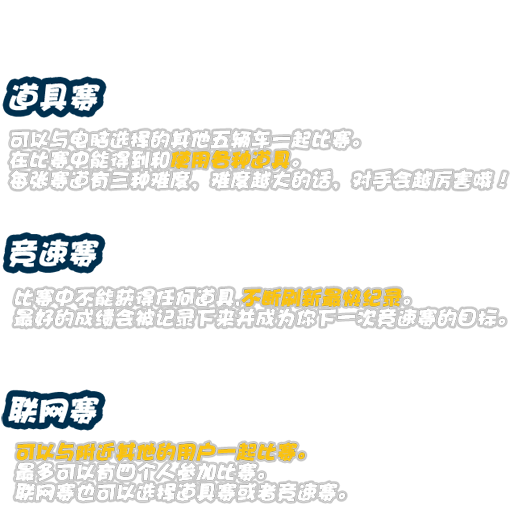 道具赛
可以与电脑选择的其他五辆车一起比赛。
在比赛中能得到和使用各种道具。
每张赛道有三种难度，难度越大的话，对手会越厉害哦！
竞速赛
比赛中不能获得任何道具,不断刷新最快纪录。
最好的成绩会被记录下来并成为你下一次竞速赛的目标。
联网赛
可以与附近其他的用户一起比赛。
最多可以有四个人参加比赛。
联网赛也可以选择道具赛或者竞速赛。